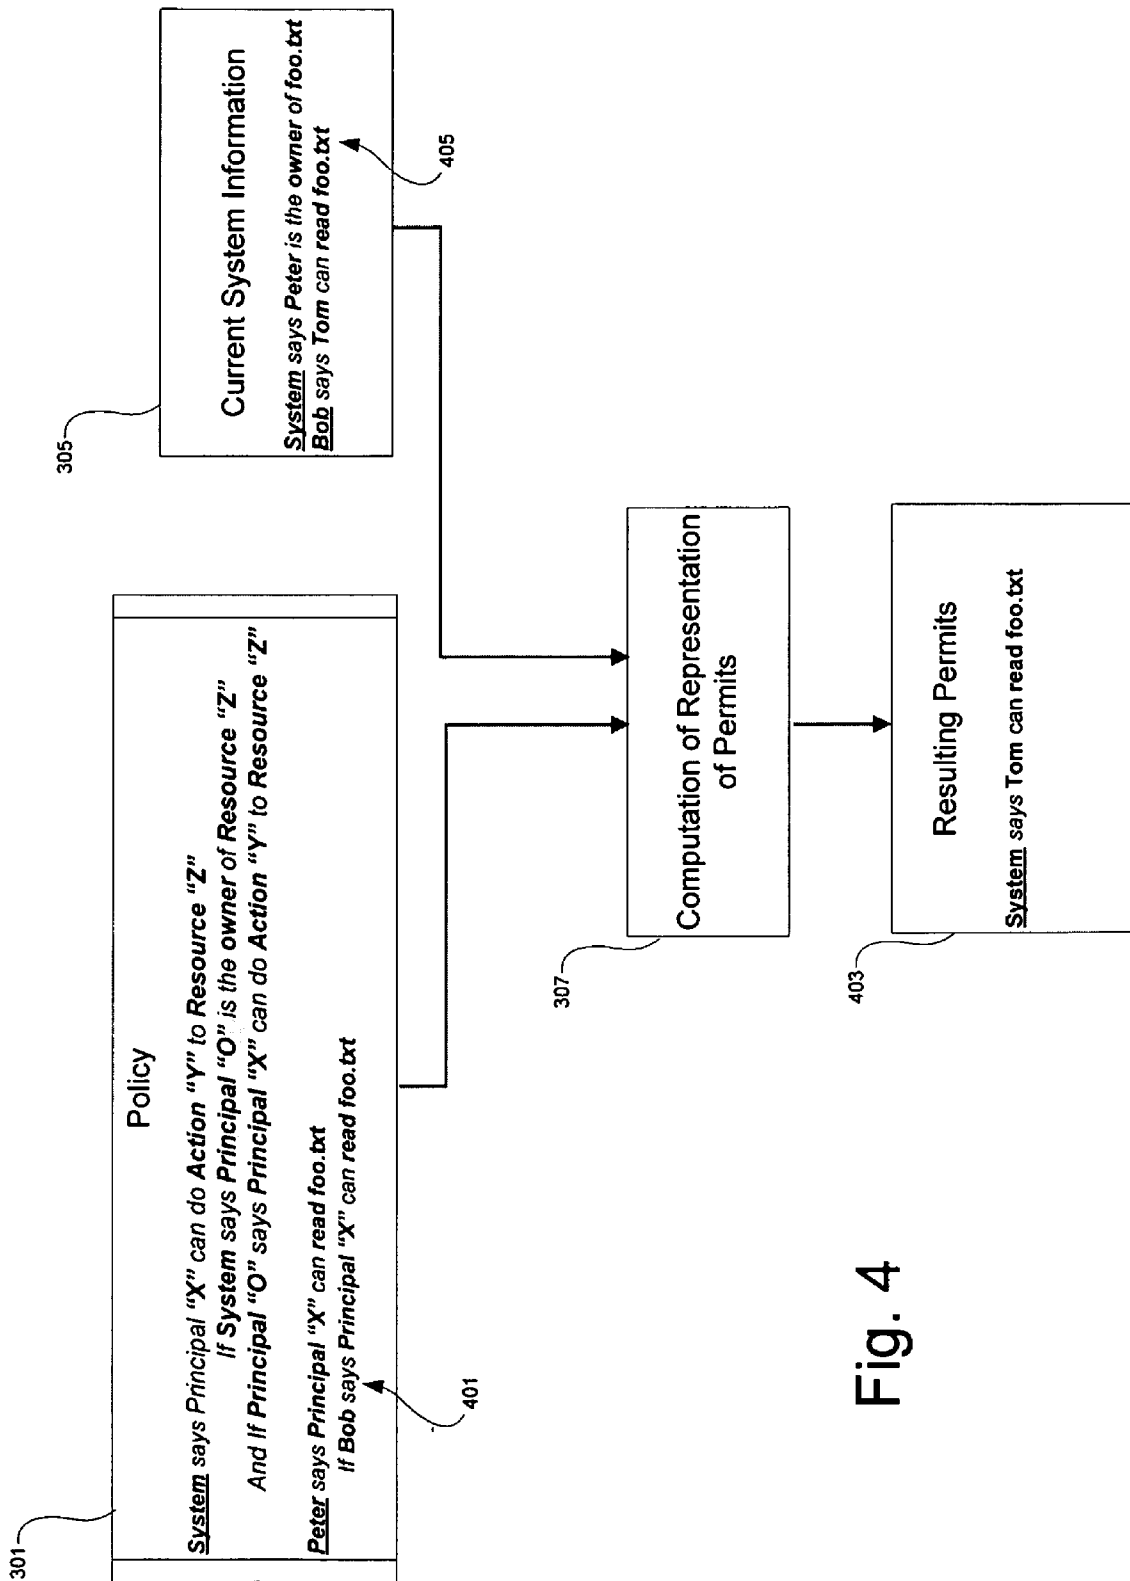 301
Policy
System says Principal "X" can do Action "Y" to Resource "Z"
If System says Principal "O" is the owner of Resource "Z"
And If Principal "O" says Principal "X" can do Action "Y" to Resource "Z"
Peter says Principal "X" can read foo.txt
If Bob says Principal "X" can read foo.txt
401
305
Current System Information
System says Peter is the owner of foo.txt
Bob says Tom can read foo.txt
405
307
Computation of Representation
of Permits
403
Resulting Permits
System says Tom can read foo.txt
Fig. 4